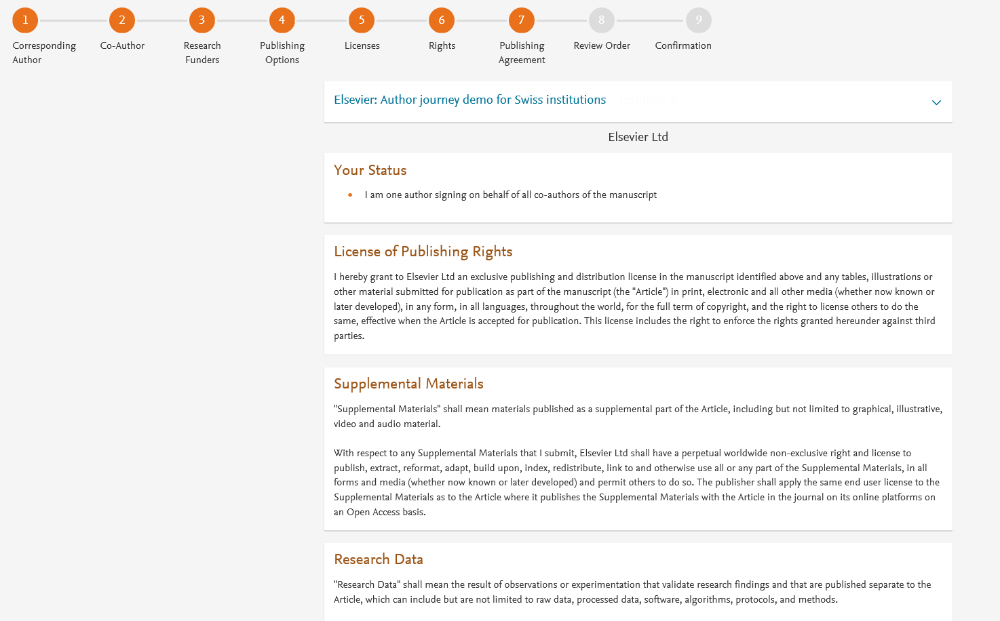 1 2 3 4 5 6 7 8 9
Corresponding Author
Co-Author
Research Funders
Publishing Options
Licenses
Rights
Publishing Agreement
Review Order
Confirmation
Elsevier: Author journey demo for Swiss institutions
Elsevier Ltd
Your Status
• I am one author signing on behalf of all co-authors of the manuscript
License of Publishing Rights
I hereby grant to Elsevier Ltd an exclusive publishing and distribution license in the manuscript identified above and any tables, illustrations or
other material submitted for publication as part of the manuscript (the "Article") in print, electronic and all other media (whether now known or
later developed), in any form, in all languages, throughout the world, for the full term of copyright, and the right to license others to do the
same, effective when the Article is accepted for publication. This license includes the right to enforce the rights granted hereunder against third
parties.
Supplemental Materials
"Supplemental Materials" shall mean materials published as a supplemental part of the Article, including but not limited to graphical, illustrative,
video and audio material.
With respect to any Supplemental Materials that I submit, Elsevier Ltd shall have a perpetual worldwide non-exclusive right and license to
publish, extract, reformat, adapt, build upon, index, redistribute, link to and otherwise use all or any part of the Supplemental Materials, in all
forms and media (whether now known or later developed) and permit others to do so. The publisher shall apply the same end user license to the
Supplemental Materials as to the Article where it publishes the Supplemental Materials with the Article in the journal on its online platforms on
an Open Access basis.
Research Data
"Research Data" shall mean the result of observations or experimentation that validate research findings and that are published separate to the
Article, which can include but are not limited to raw data, processed data, software, algorithms, protocols, and methods.